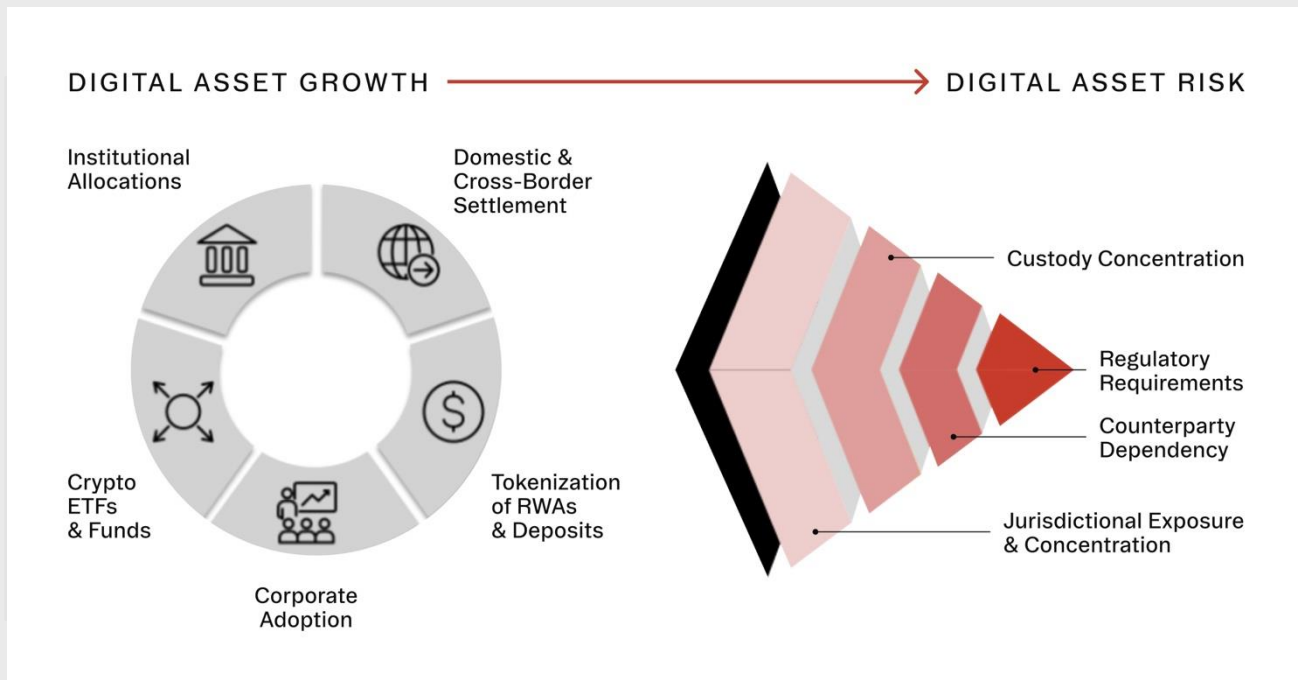 DIGITAL ASSET GROWTH
DIGITAL ASSET RISK
Institutional
Allocations
Domestic &
Cross-Border
Settlement
Crypto
ETFs
& Funds
Tokenization
of RWAs
& Deposits
Corporate
Adoption
$
Custody Concentration
Regulatory
Requirements
Counterparty
Dependency
Jurisdictional Exposure
& Concentration